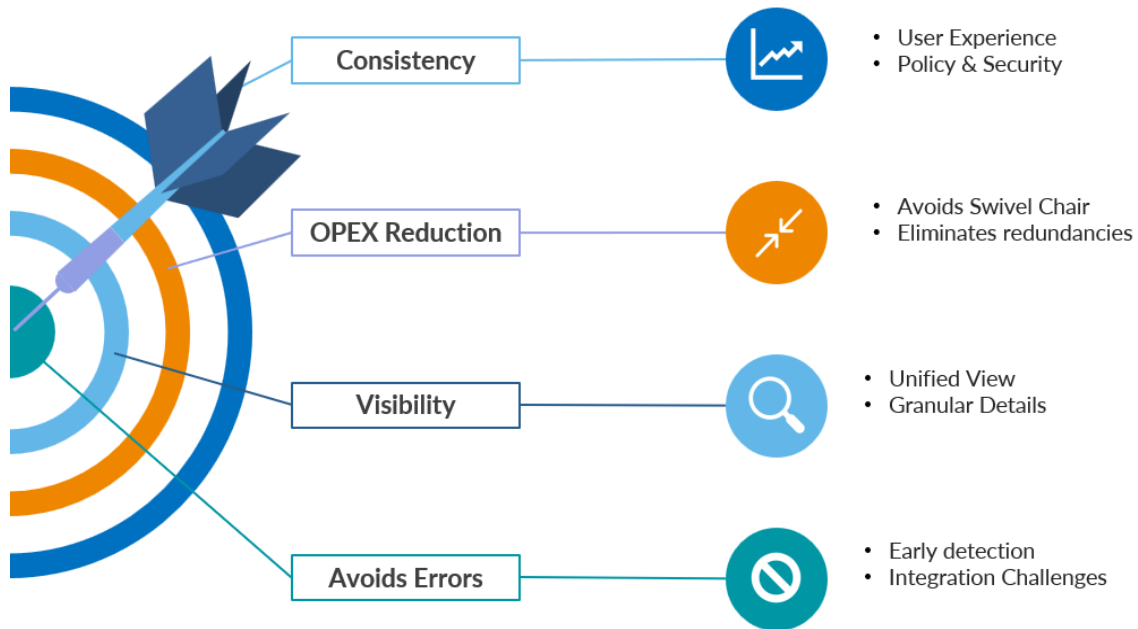 Consistency
• User Experience
• Policy & Security
OPEX Reduction
• Avoids Swivel Chair
• Eliminates redundancies
Visibility
• Unified View
• Granular Details
Avoids Errors
• Early detection
• Integration Challenges